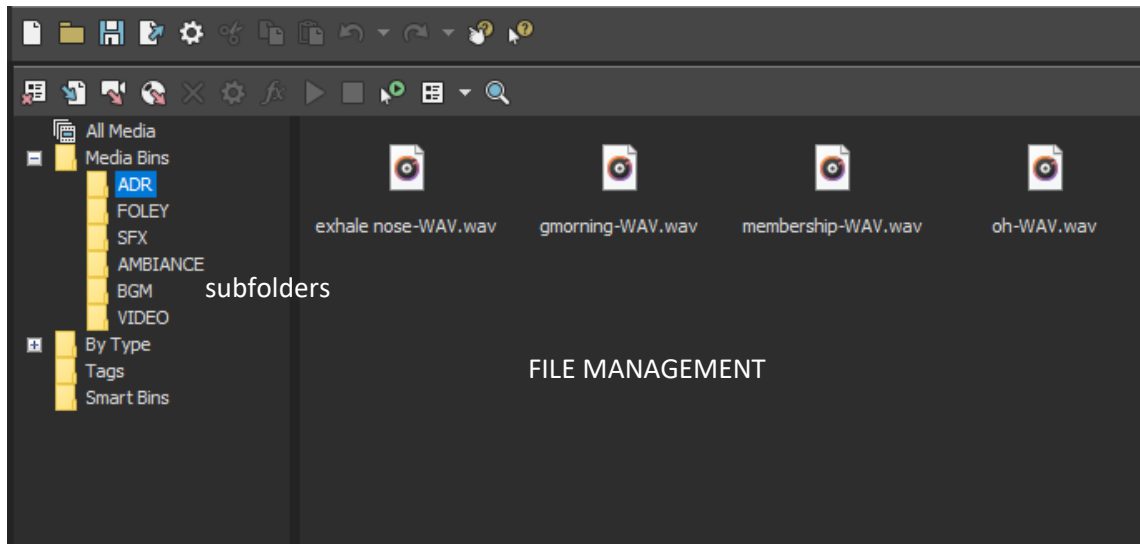 All Media
Media Bins
ADR
FOLEY
SFX
AMBIANCE
BGM
VIDEO
By Type
Tags
Smart Bins
subfolders
exhale nose-WAV.wav gmorning-WAV.wav membership-WAV.wav oh-WAV.wav
FILE MANAGEMENT